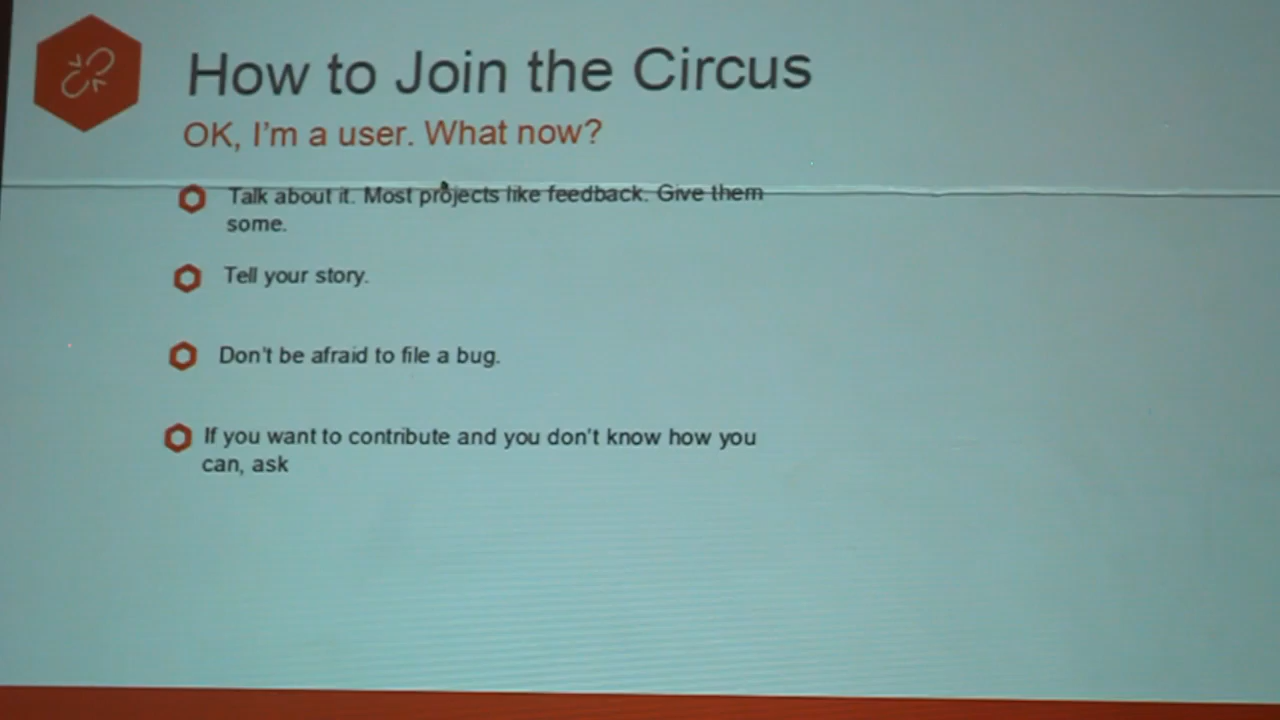 How to Join the Circus
OK, I'm a user. What now?
Talk about it. Most projects like feedback. Give them
some.
Tell your story.
Don't be afraid to file a bug.
If you want to contribute and you don't know how you
can, ask